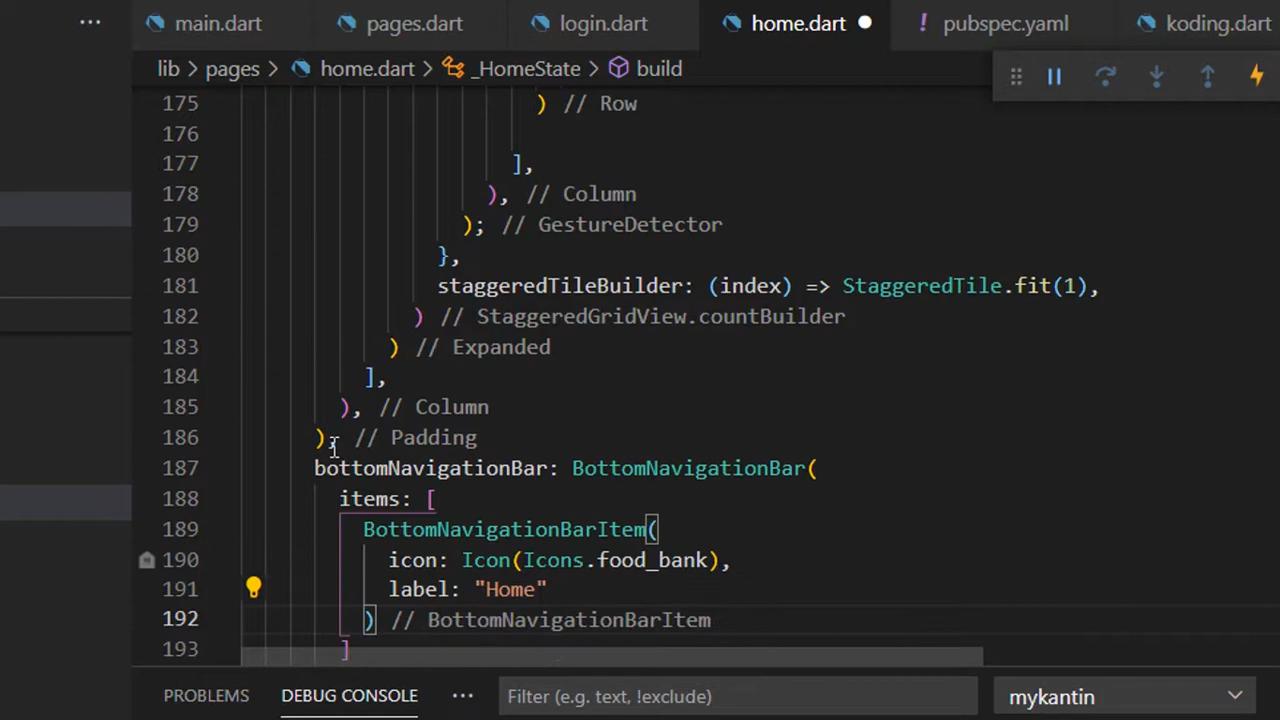 main.dart pages.dart login.dart home.dart pubspec.yaml koding.dart
lib > pages > home.dart > _HomeState > build
175 ) // Row
176
177 ],
178 ), // Column
179 ); // GestureDetector
180 },
181 staggeredTileBuilder: (index) => StaggeredTile.fit(1),
182 ) // StaggeredGridView.countBuilder
183 ) // Expanded
184 ],
185 ), // Column
186 ), // Padding
187 bottomNavigationBar: BottomNavigationBar(
188 items: [
189 BottomNavigationBarItem(
190 icon: Icon(Icons.food_bank),
191 label: "Home"
192 ) // BottomNavigationBarItem
193 ]
PROBLEMS DEBUG CONSOLE ··· Filter (e.g. text, !exclude) mykantin